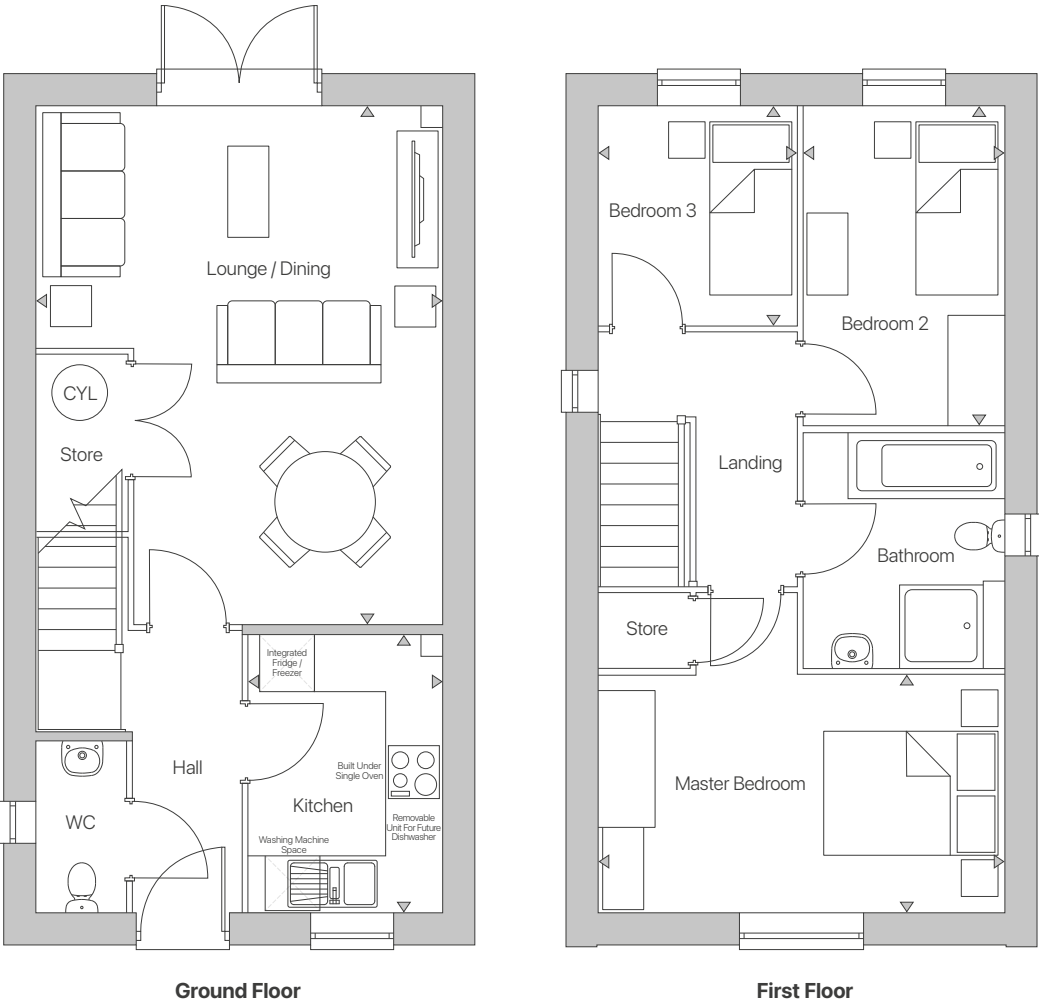 Lounge / Dining
CYL
Store
Integrated
Fridge /
Freezer
Hall
Built Under
Single Oven
Kitchen
Removable
Unit For Future
Dishwasher
WC
Washing Machine
Space
Ground Floor
Bedroom 3
Bedroom 2
Landing
Bathroom
Store
Master Bedroom
First Floor